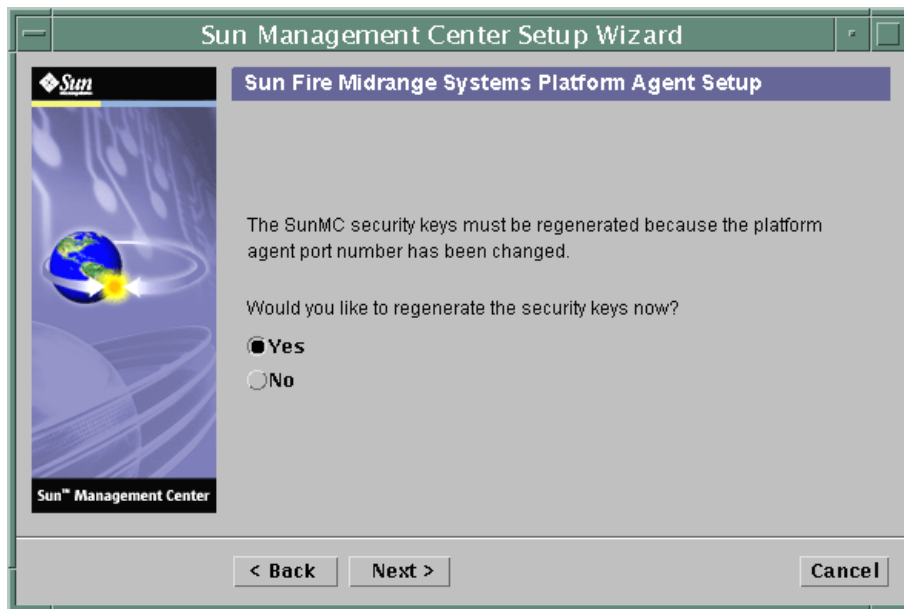 Sun Management Center Setup Wizard
Sun
Sun Fire Midrange Systems Platform Agent Setup
The SunMC security keys must be regenerated because the platform
agent port number has been changed.
Would you like to regenerate the security keys now?
Yes
No
Sun™ Management Center
< Back
Next >
Cancel